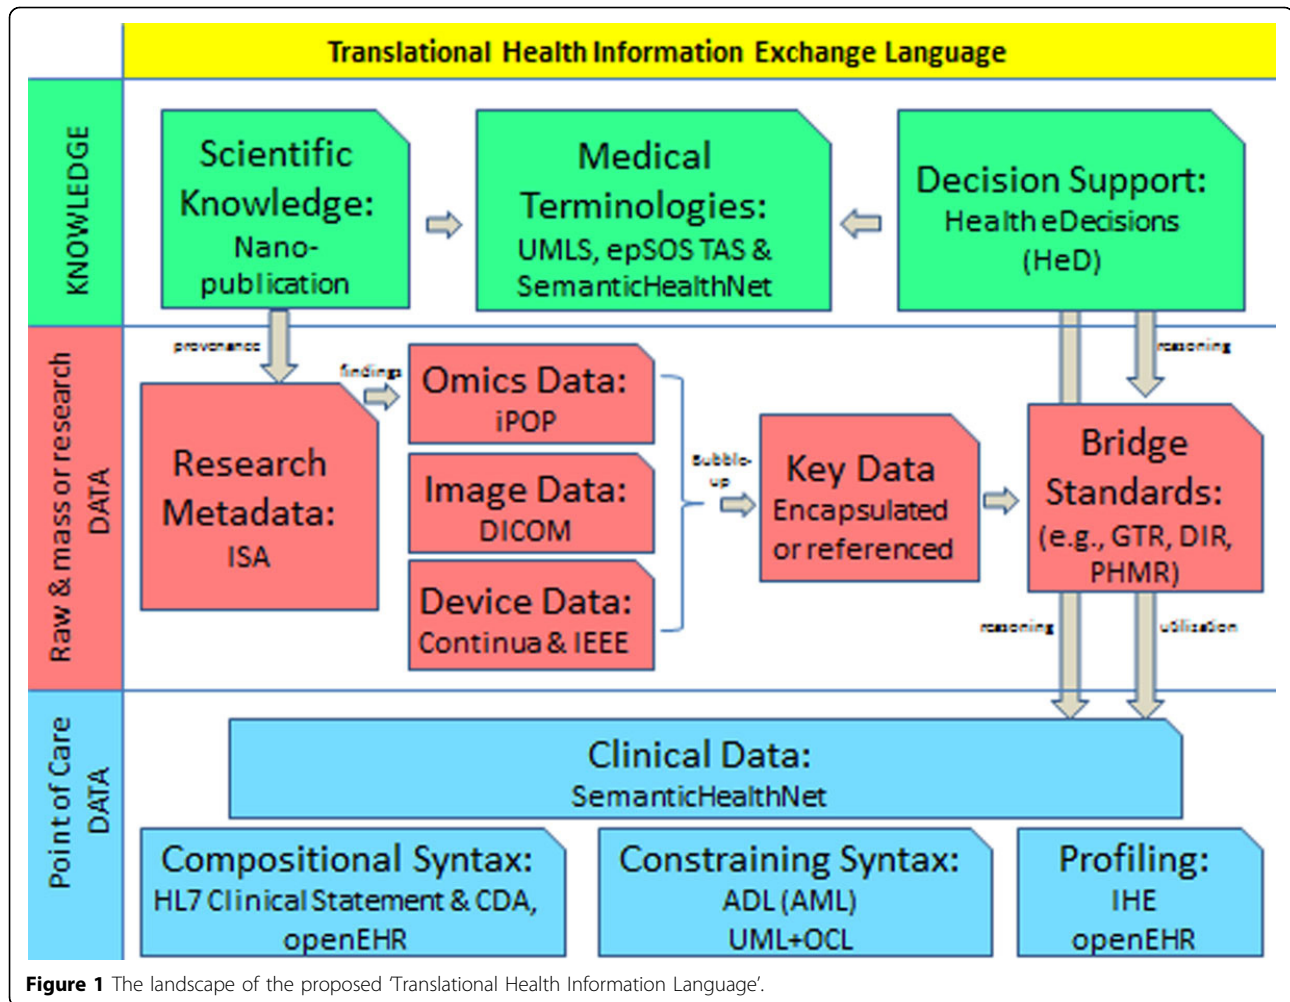 Translational Health Information Exchange Language
KNOWLEDGE
Scientific
Knowledge:
Nano-
publication
Medical
Terminologies:
UMLS, epSOS TAS &
SemanticHealthNet
Decision Support:
Health eDecisions
(HeD)
Raw & mass or research
DATA
provenance
findings
reasoning
Research
Metadata:
ISA
Omics Data:
iPOP
Image Data:
DICOM
Device Data:
Continua & IEEE
Bubble-
up
Key Data
Encapsulated
or referenced
Bridge
Standards:
(e.g., GTR, DIR,
PHMR)
reasoning
utilization
Point of Care
DATA
Clinical Data:
SemanticHealthNet
Compositional Syntax:
HL7 Clinical Statement & CDA,
openEHR
Constraining Syntax:
ADL (AML)
UML+OCL
Profiling:
IHE
openEHR
Figure 1 The landscape of the proposed 'Translational Health Information Language'.